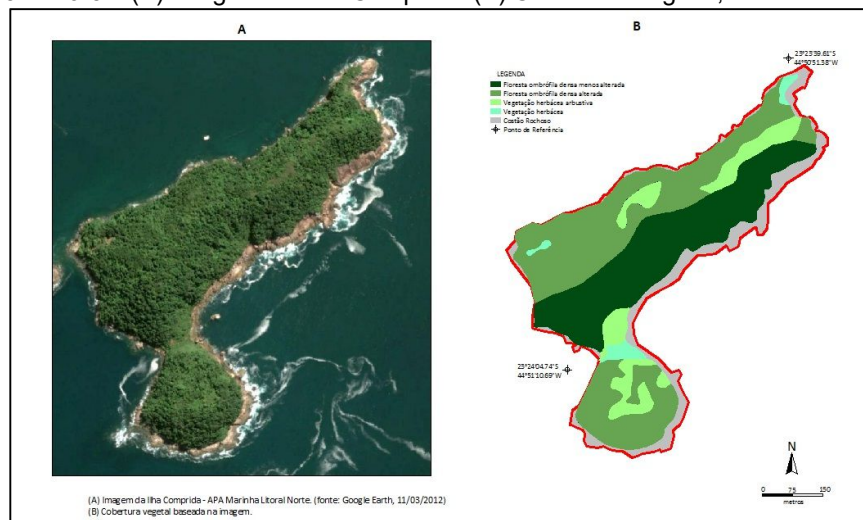 A
B
23°23'39.61"S
44°50'51.38"W
LEGENDA
Floresta ombrófila densa menos alterada
Floresta ombrófila densa alterada
Vegetação herbácea arbustiva
Vegetação herbácea
Costão Rochoso
Ponto de Referência
23°24'04.74"S
44°51'10.69"W
N
0 75 150
metros
(A) Imagem da Ilha Comprida - APA Marinha Litoral Norte. (fonte: Google Earth, 11/03/2012)
(B) Cobertura vegetal baseada na imagem.